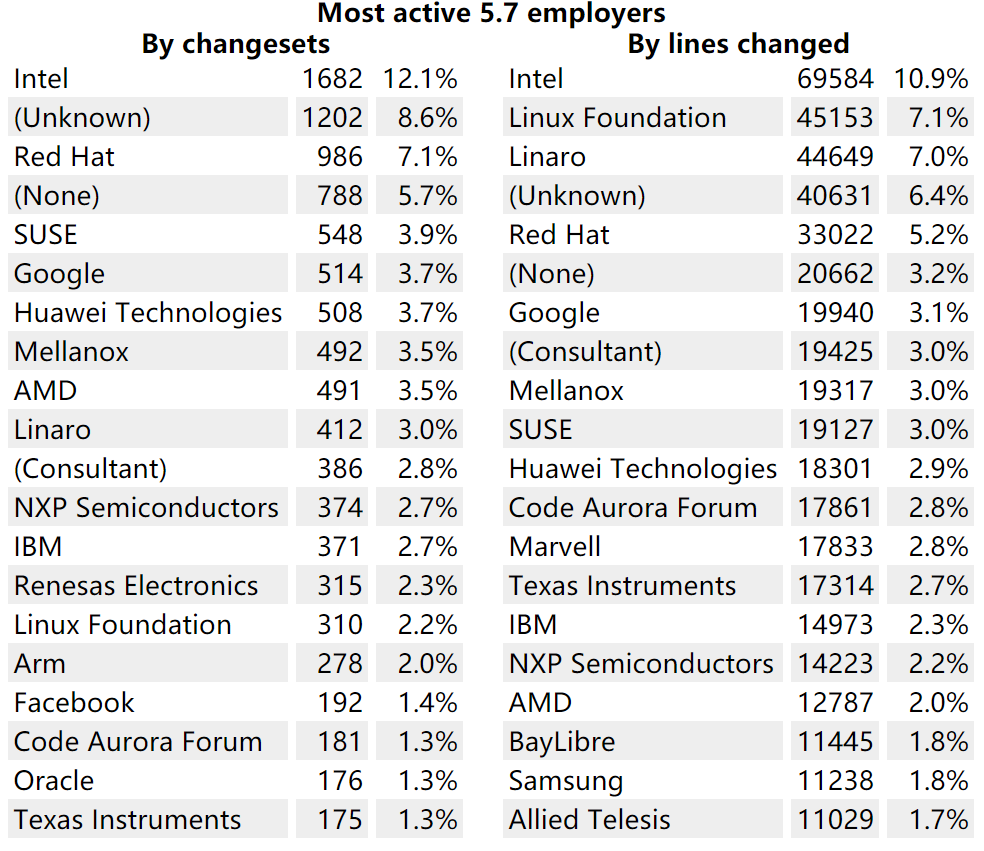 Most active 5.7 employers
By changesets By lines changed
Intel 1682 12.1% Intel 69584 10.9%
(Unknown) 1202 8.6% Linux Foundation 45153 7.1%
Red Hat 986 7.1% Linaro 44649 7.0%
(None) 788 5.7% (Unknown) 40631 6.4%
SUSE 548 3.9% Red Hat 33022 5.2%
Google 514 3.7% (None) 20662 3.2%
Huawei Technologies 508 3.7% Google 19940 3.1%
Mellanox 492 3.5% (Consultant) 19425 3.0%
AMD 491 3.5% Mellanox 19317 3.0%
Linaro 412 3.0% SUSE 19127 3.0%
(Consultant) 386 2.8% Huawei Technologies 18301 2.9%
NXP Semiconductors 374 2.7% Code Aurora Forum 17861 2.8%
IBM 371 2.7% Marvell 17833 2.8%
Renesas Electronics 315 2.3% Texas Instruments 17314 2.7%
Linux Foundation 310 2.2% IBM 14973 2.3%
Arm 278 2.0% NXP Semiconductors 14223 2.2%
Facebook 192 1.4% AMD 12787 2.0%
Code Aurora Forum 181 1.3% BayLibre 11445 1.8%
Oracle 176 1.3% Samsung 11238 1.8%
Texas Instruments 175 1.3% Allied Telesis 11029 1.7%